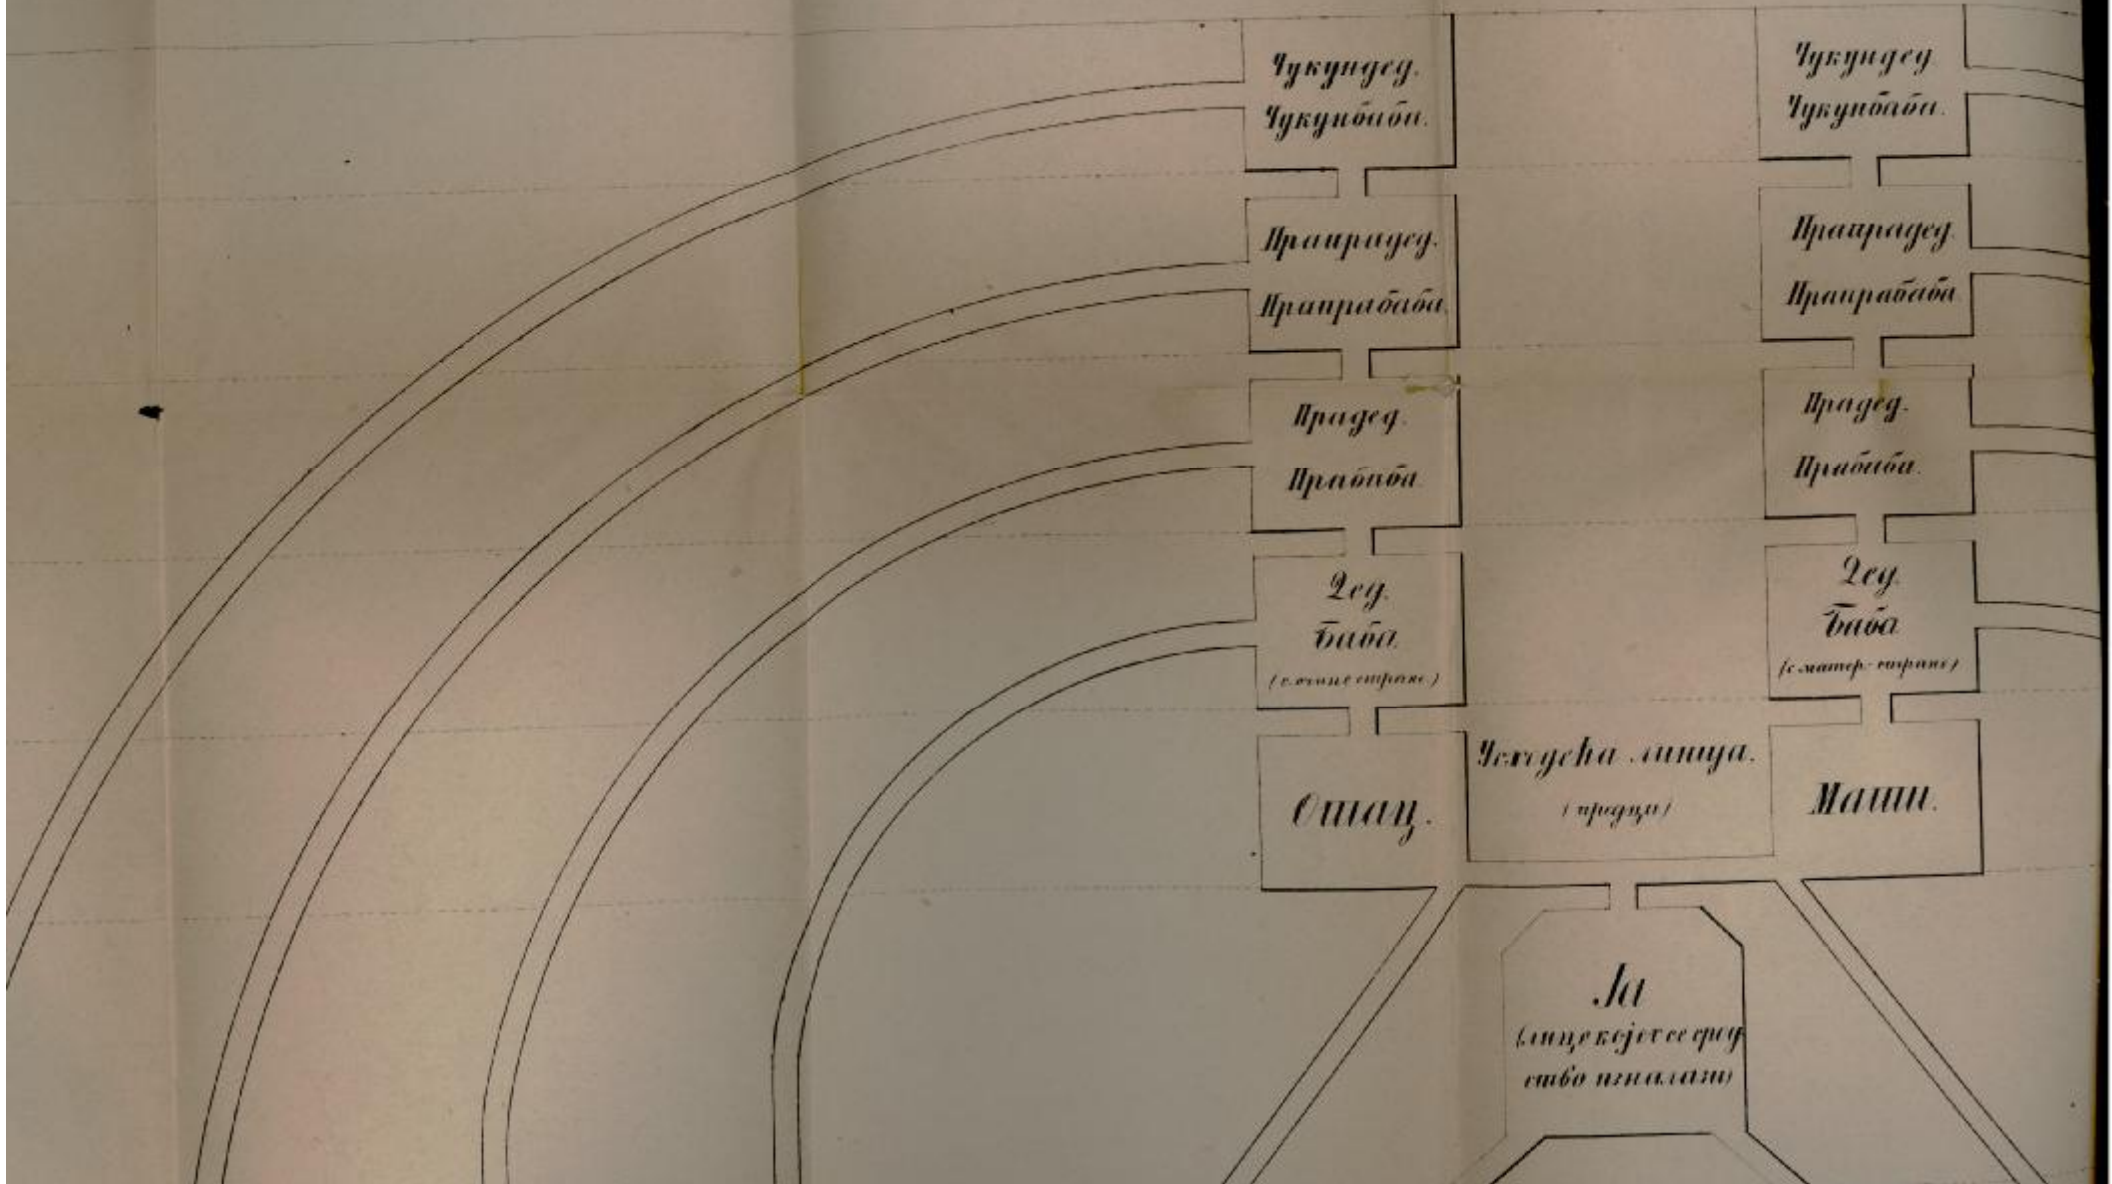 Чукундед.
Чукунбаба.
Прапрадед.
Прапрабаба.
Прадед.
Прабаба
Дед.
Баба.
(с очине стране)
Отац.
Чукундед
Чукунбаба.
Прапрадед.
Прапрабаба
Прадед.
Прабаба.
Дед.
Баба
(с матер. стране)
Мати.
Усходећа линија.
(предци)
Ја
(лице којег се срод
ство изналази)